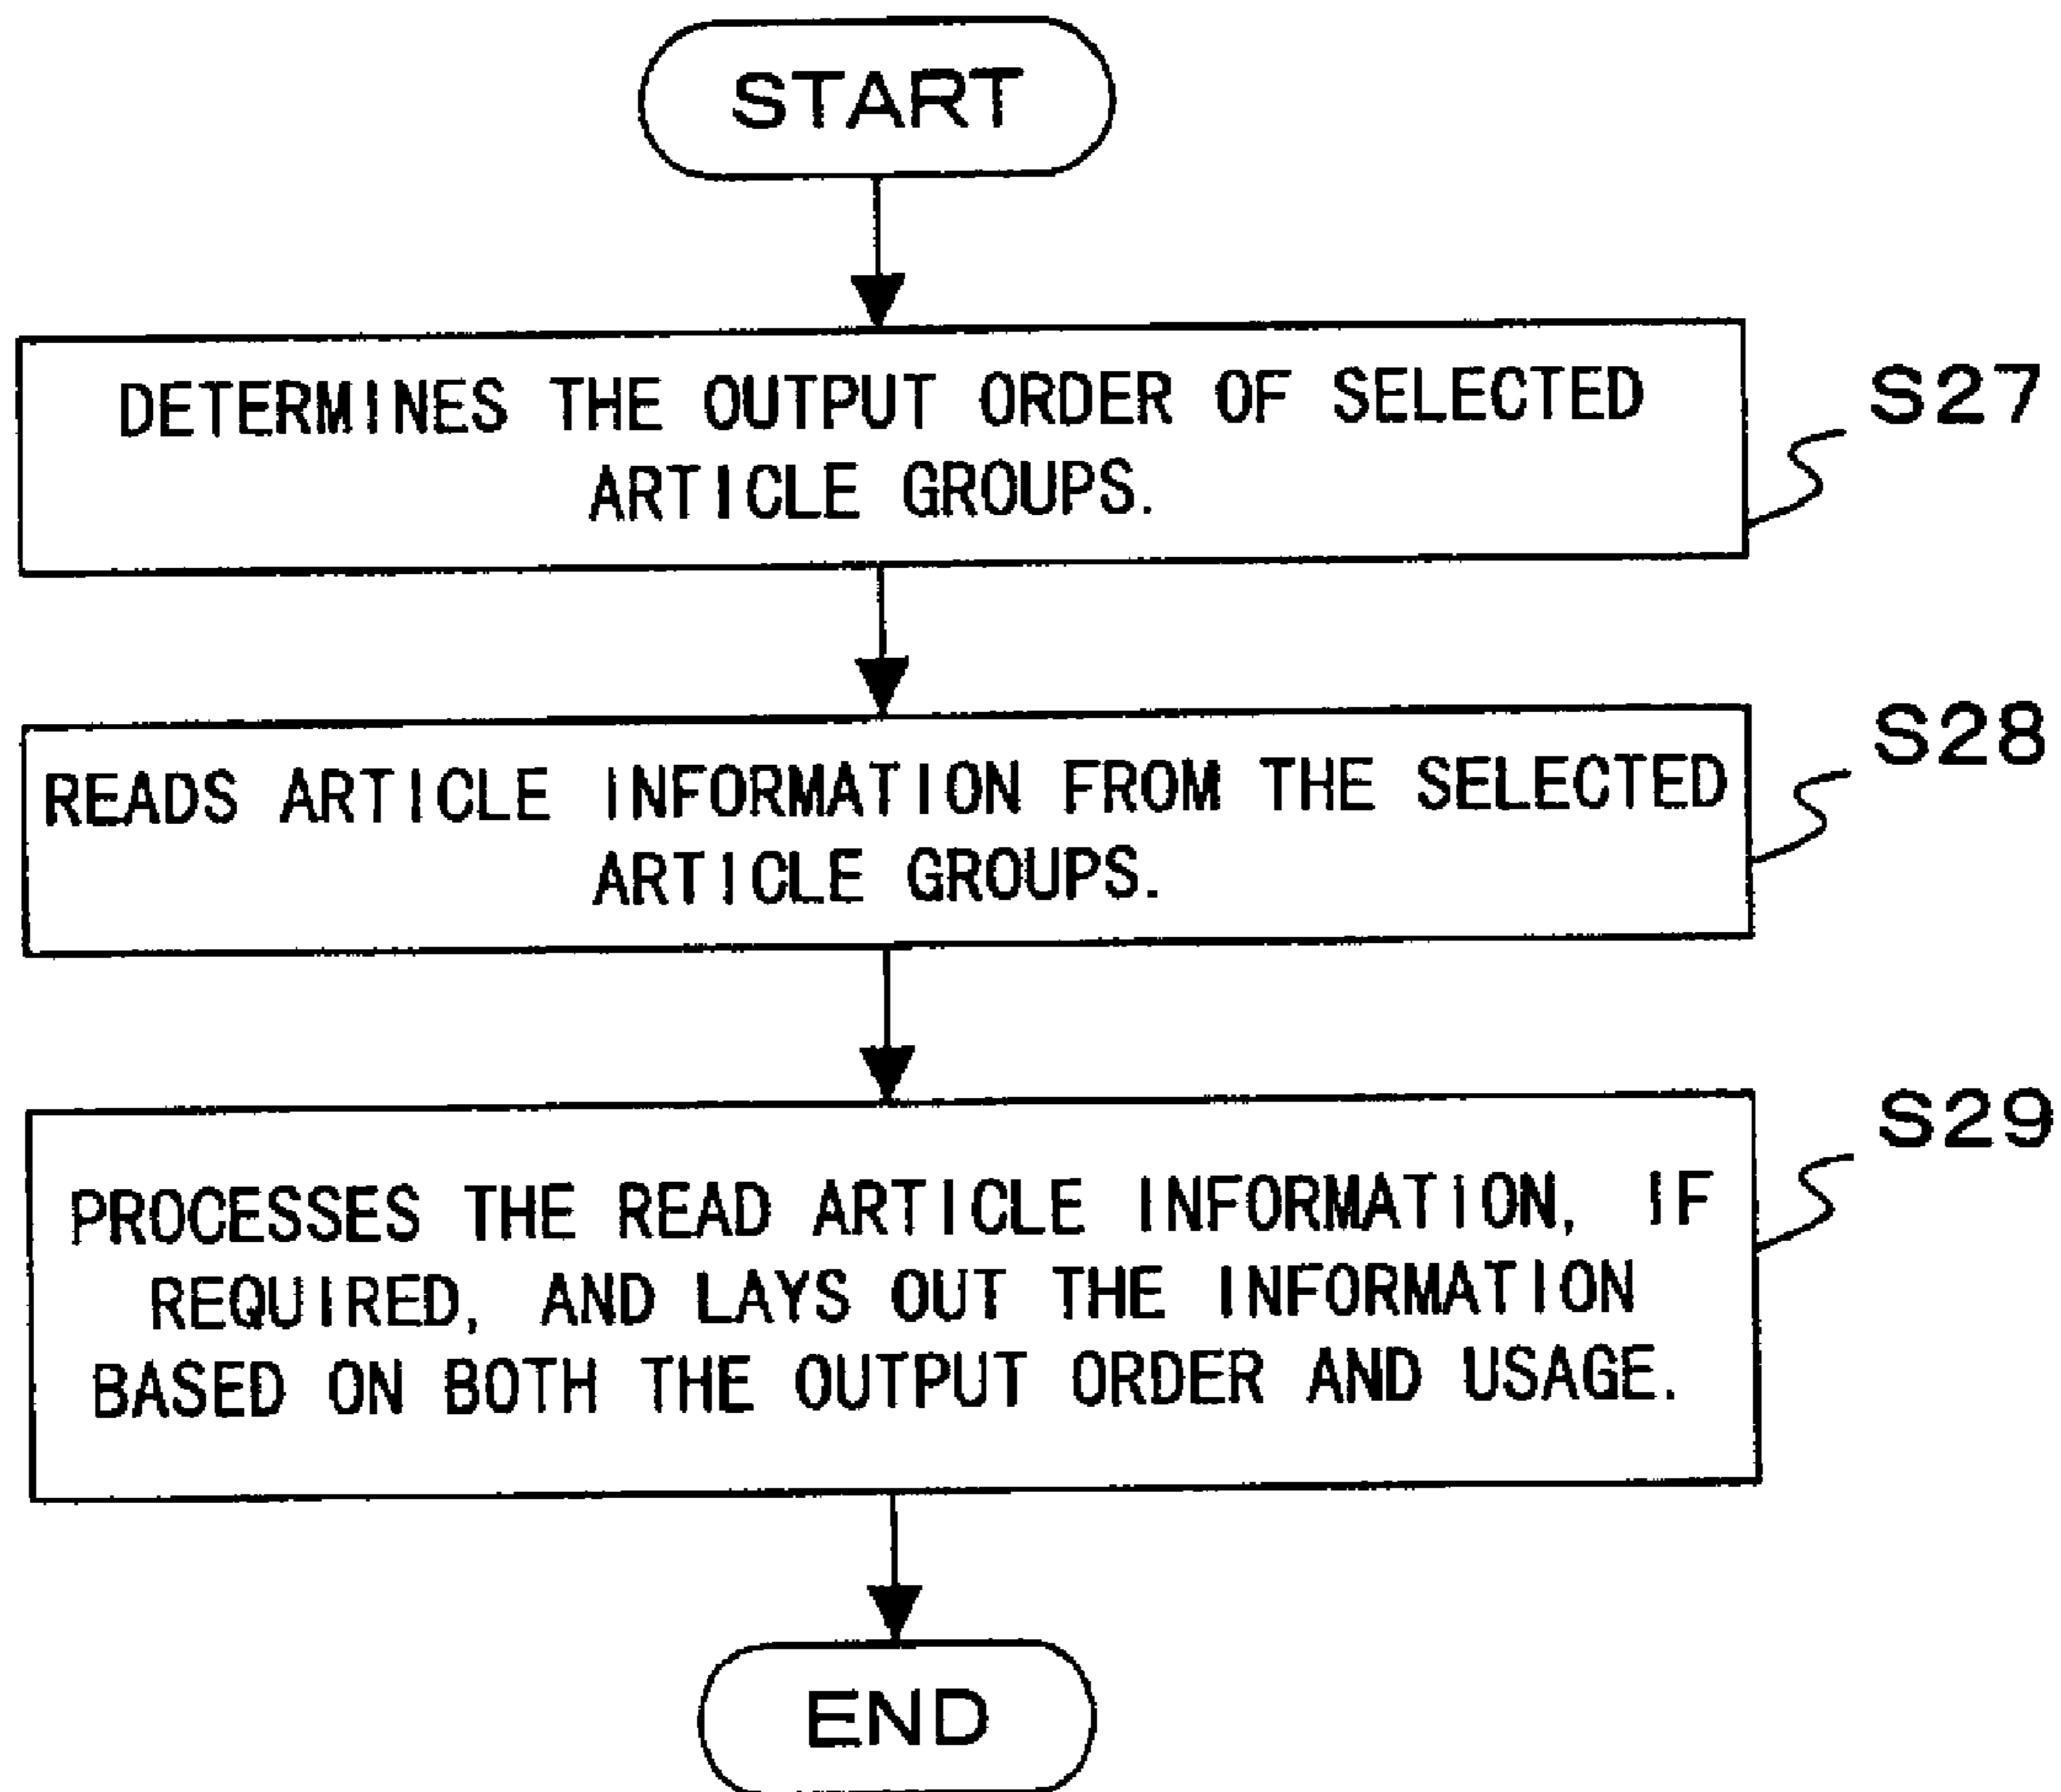 START
DETERMINES THE OUTPUT ORDER OF SELECTED
ARTICLE GROUPS.
S27
READS ARTICLE INFORMATION FROM THE SELECTED
ARTICLE GROUPS.
S28
PROCESSES THE READ ARTICLE INFORMATION, IF
REQUIRED, AND LAYS OUT THE INFORMATION
BASED ON BOTH THE OUTPUT ORDER AND USAGE.
S29
END